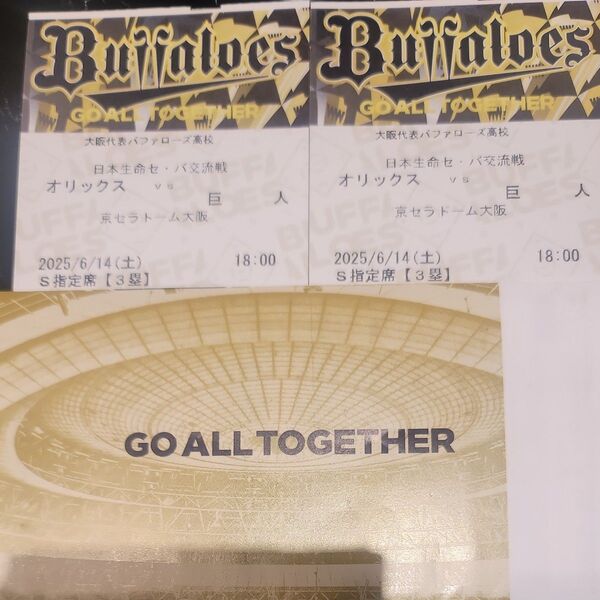 Buffaloes
GO ALL TOGETHER
大阪代表バファローズ高校
日本生命セ・パ交流戦
オリックス vs 巨 人
京セラドーム大阪
2025/6/14(土) 18:00
S指定席【3塁】
Buffaloes
GO ALL TOGETHER
大阪代表バファローズ高校
日本生命セ・パ交流戦
オリックス vs 巨 人
京セラドーム大阪
2025/6/14(土) 18:00
S指定席【3塁】
GO ALL TOGETHER